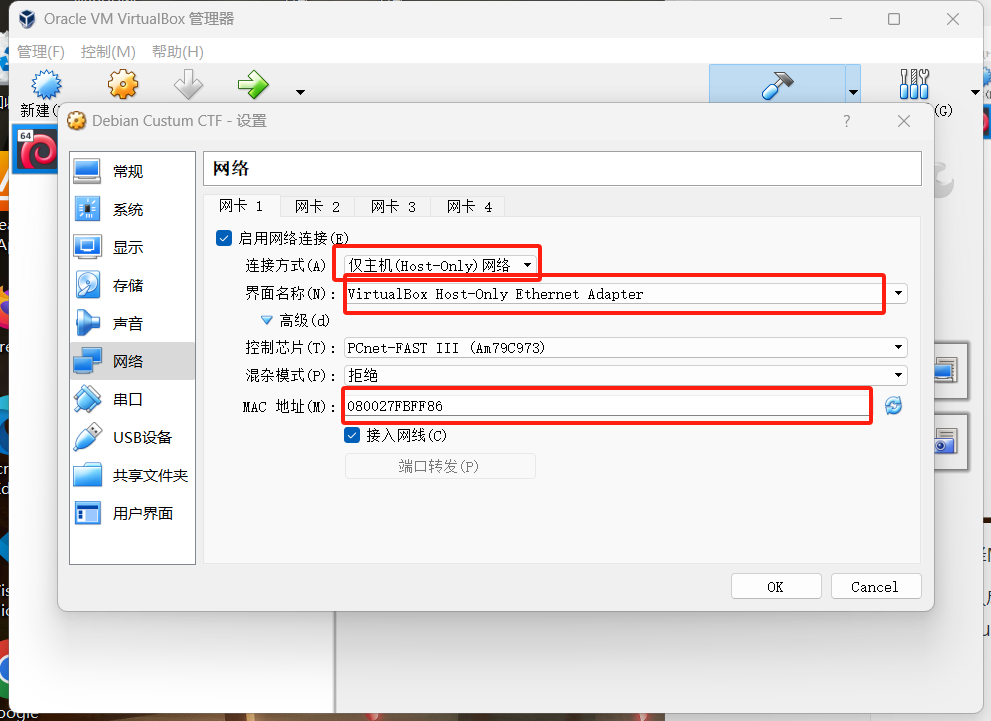 Oracle VM VirtualBox 管理器
管理(F) 控制(M) 帮助(H)
新建(
(G)
64
Debian Custum CTF - 设置
?
常规
系统
显示
存储
声音
网络
串口
USB设备
共享文件夹
用户界面
网络
网卡 1 网卡 2 网卡 3 网卡 4
启用网络连接(E)
连接方式(A) 仅主机(Host-Only)网络
界面名称(N): VirtualBox Host-Only Ethernet Adapter
高级(d)
控制芯片(T): PCnet-FAST III (Am79C973)
混杂模式(P): 拒绝
MAC 地址(M): 080027FBFF86
接入网线(C)
端口转发(P)
OK Cancel